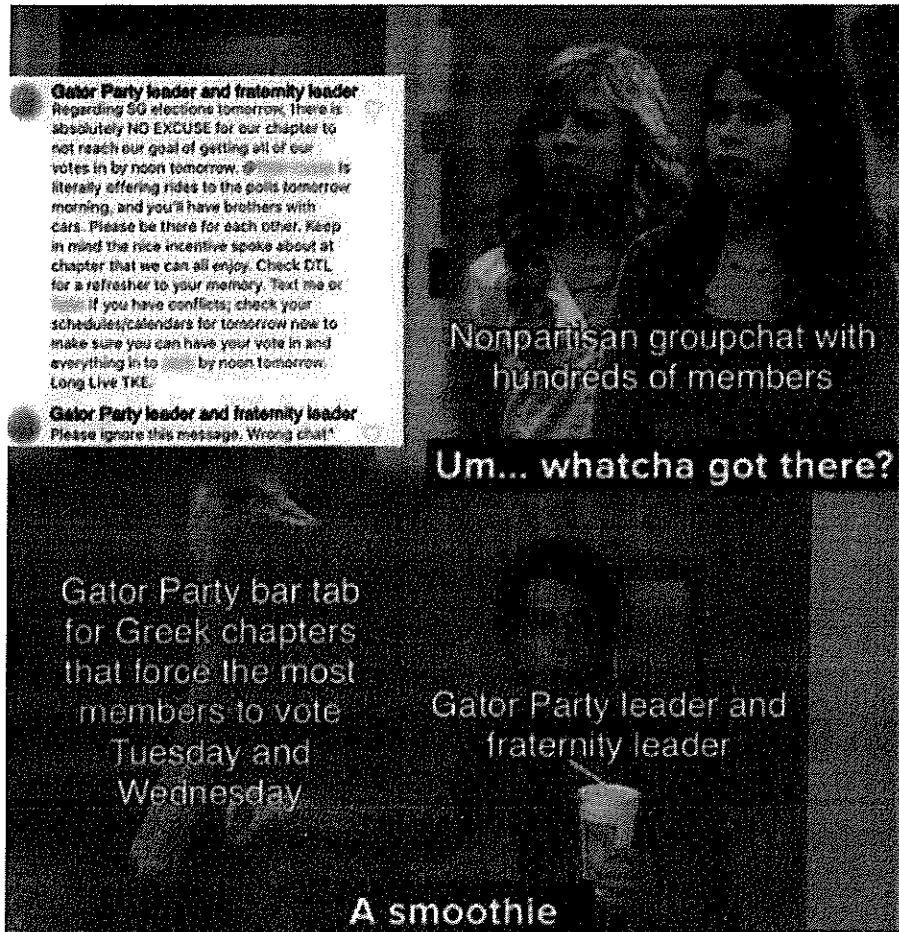 Gator Party leader and fraternity leader
Regarding SG elections tomorrow, there is
absolutely NO EXCUSE for our chapter to
not reach our goal of getting all of our
votes in by noon tomorrow. @ is
literally offering rides to the polls tomorrow
morning, and you'll have brothers with
cars. Please be there for each other. Keep
in mind the nice incentive spoke about at
chapter that we can all enjoy. Check DTL
for a refresher to your memory. Text me or
if you have conflicts; check your
schedules/calendars for tomorrow now to
make sure you can have your vote in and
everything in to by noon tomorrow.
Long Live TKE.
Gator Party leader and fraternity leader
Please ignore this message. Wrong chat*
Nonpartisan groupchat with
hundreds of members
Um... whatcha got there?
Gator Party bar tab
for Greek chapters
that force the most
members to vote
Tuesday and
Wednesday
Gator Party leader and
fraternity leader
A smoothie